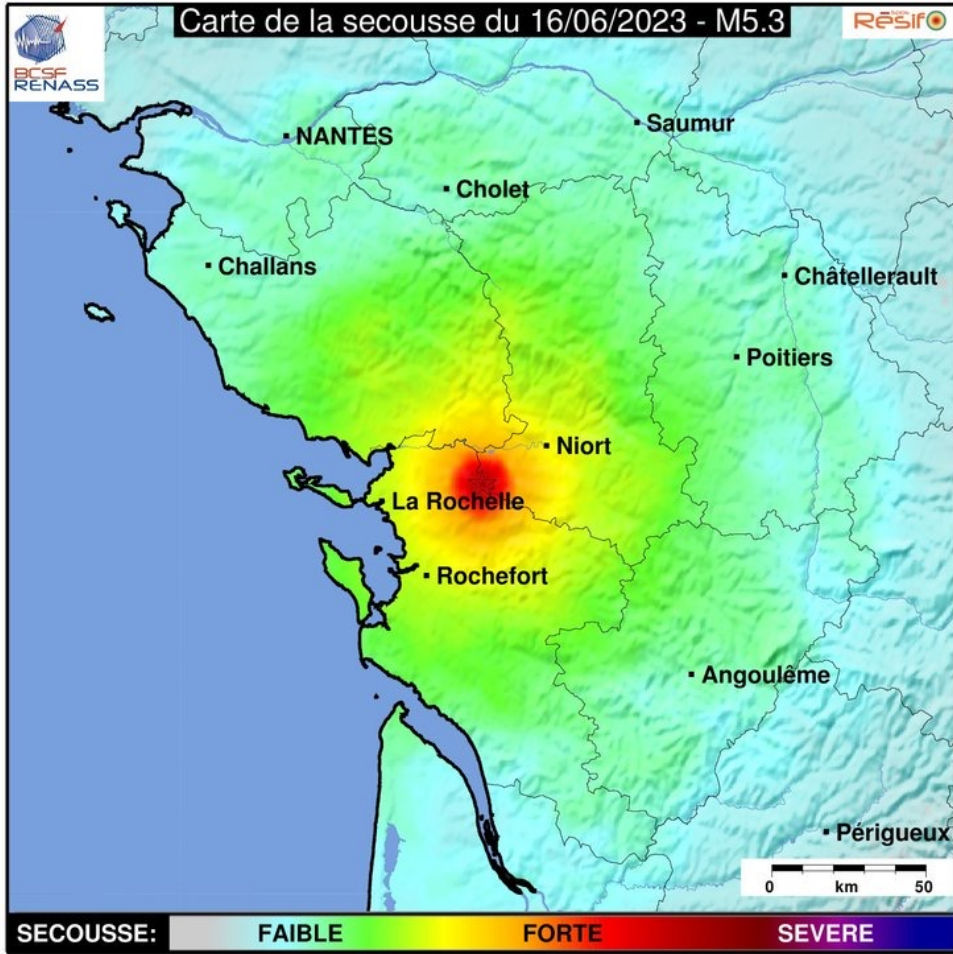 Carte de la secousse du 16/06/2023 - M5.3
BCSF
RENASS
Résif
Saumur
NANTES
Cholet
Challans
Châtellerault
Poitiers
Niort
La Rochelle
Rochefort
Angoulême
Périgueux
0 km 50
SECOUSSE: FAIBLE FORTE SEVERE